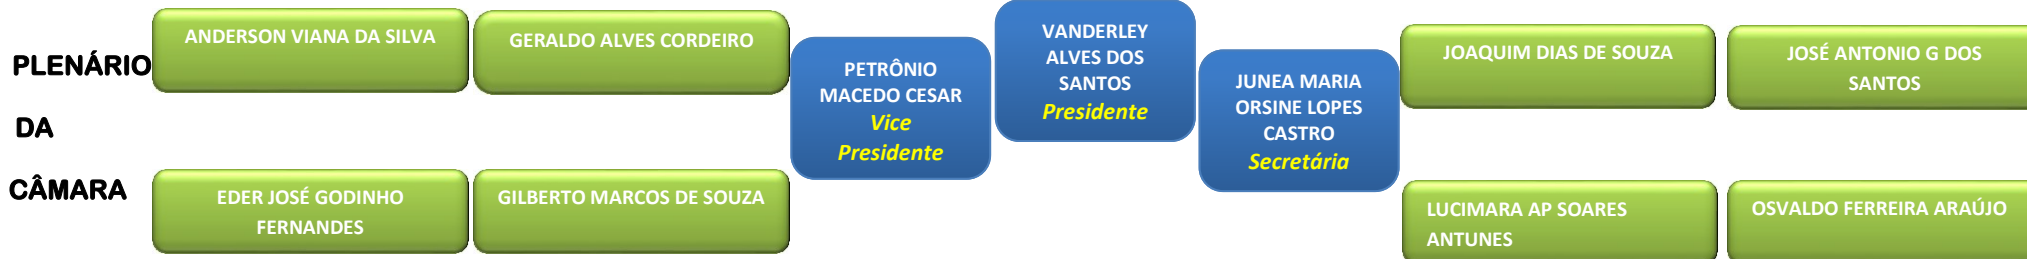 PLENÁRIO
DA
CÂMARA
ANDERSON VIANA DA SILVA
GERALDO ALVES CORDEIRO
EDER JOSÉ GODINHO
FERNANDES
GILBERTO MARCOS DE SOUZA
PETRÔNIO
MACEDO CESAR
Vice
Presidente
VANDERLEY
ALVES DOS
SANTOS
Presidente
JUNEA MARIA
ORSINE LOPES
CASTRO
Secretária
JOAQUIM DIAS DE SOUZA
JOSÉ ANTONIO G DOS
SANTOS
LUCIMARA AP SOARES
ANTUNES
OSVALDO FERREIRA ARAÚJO